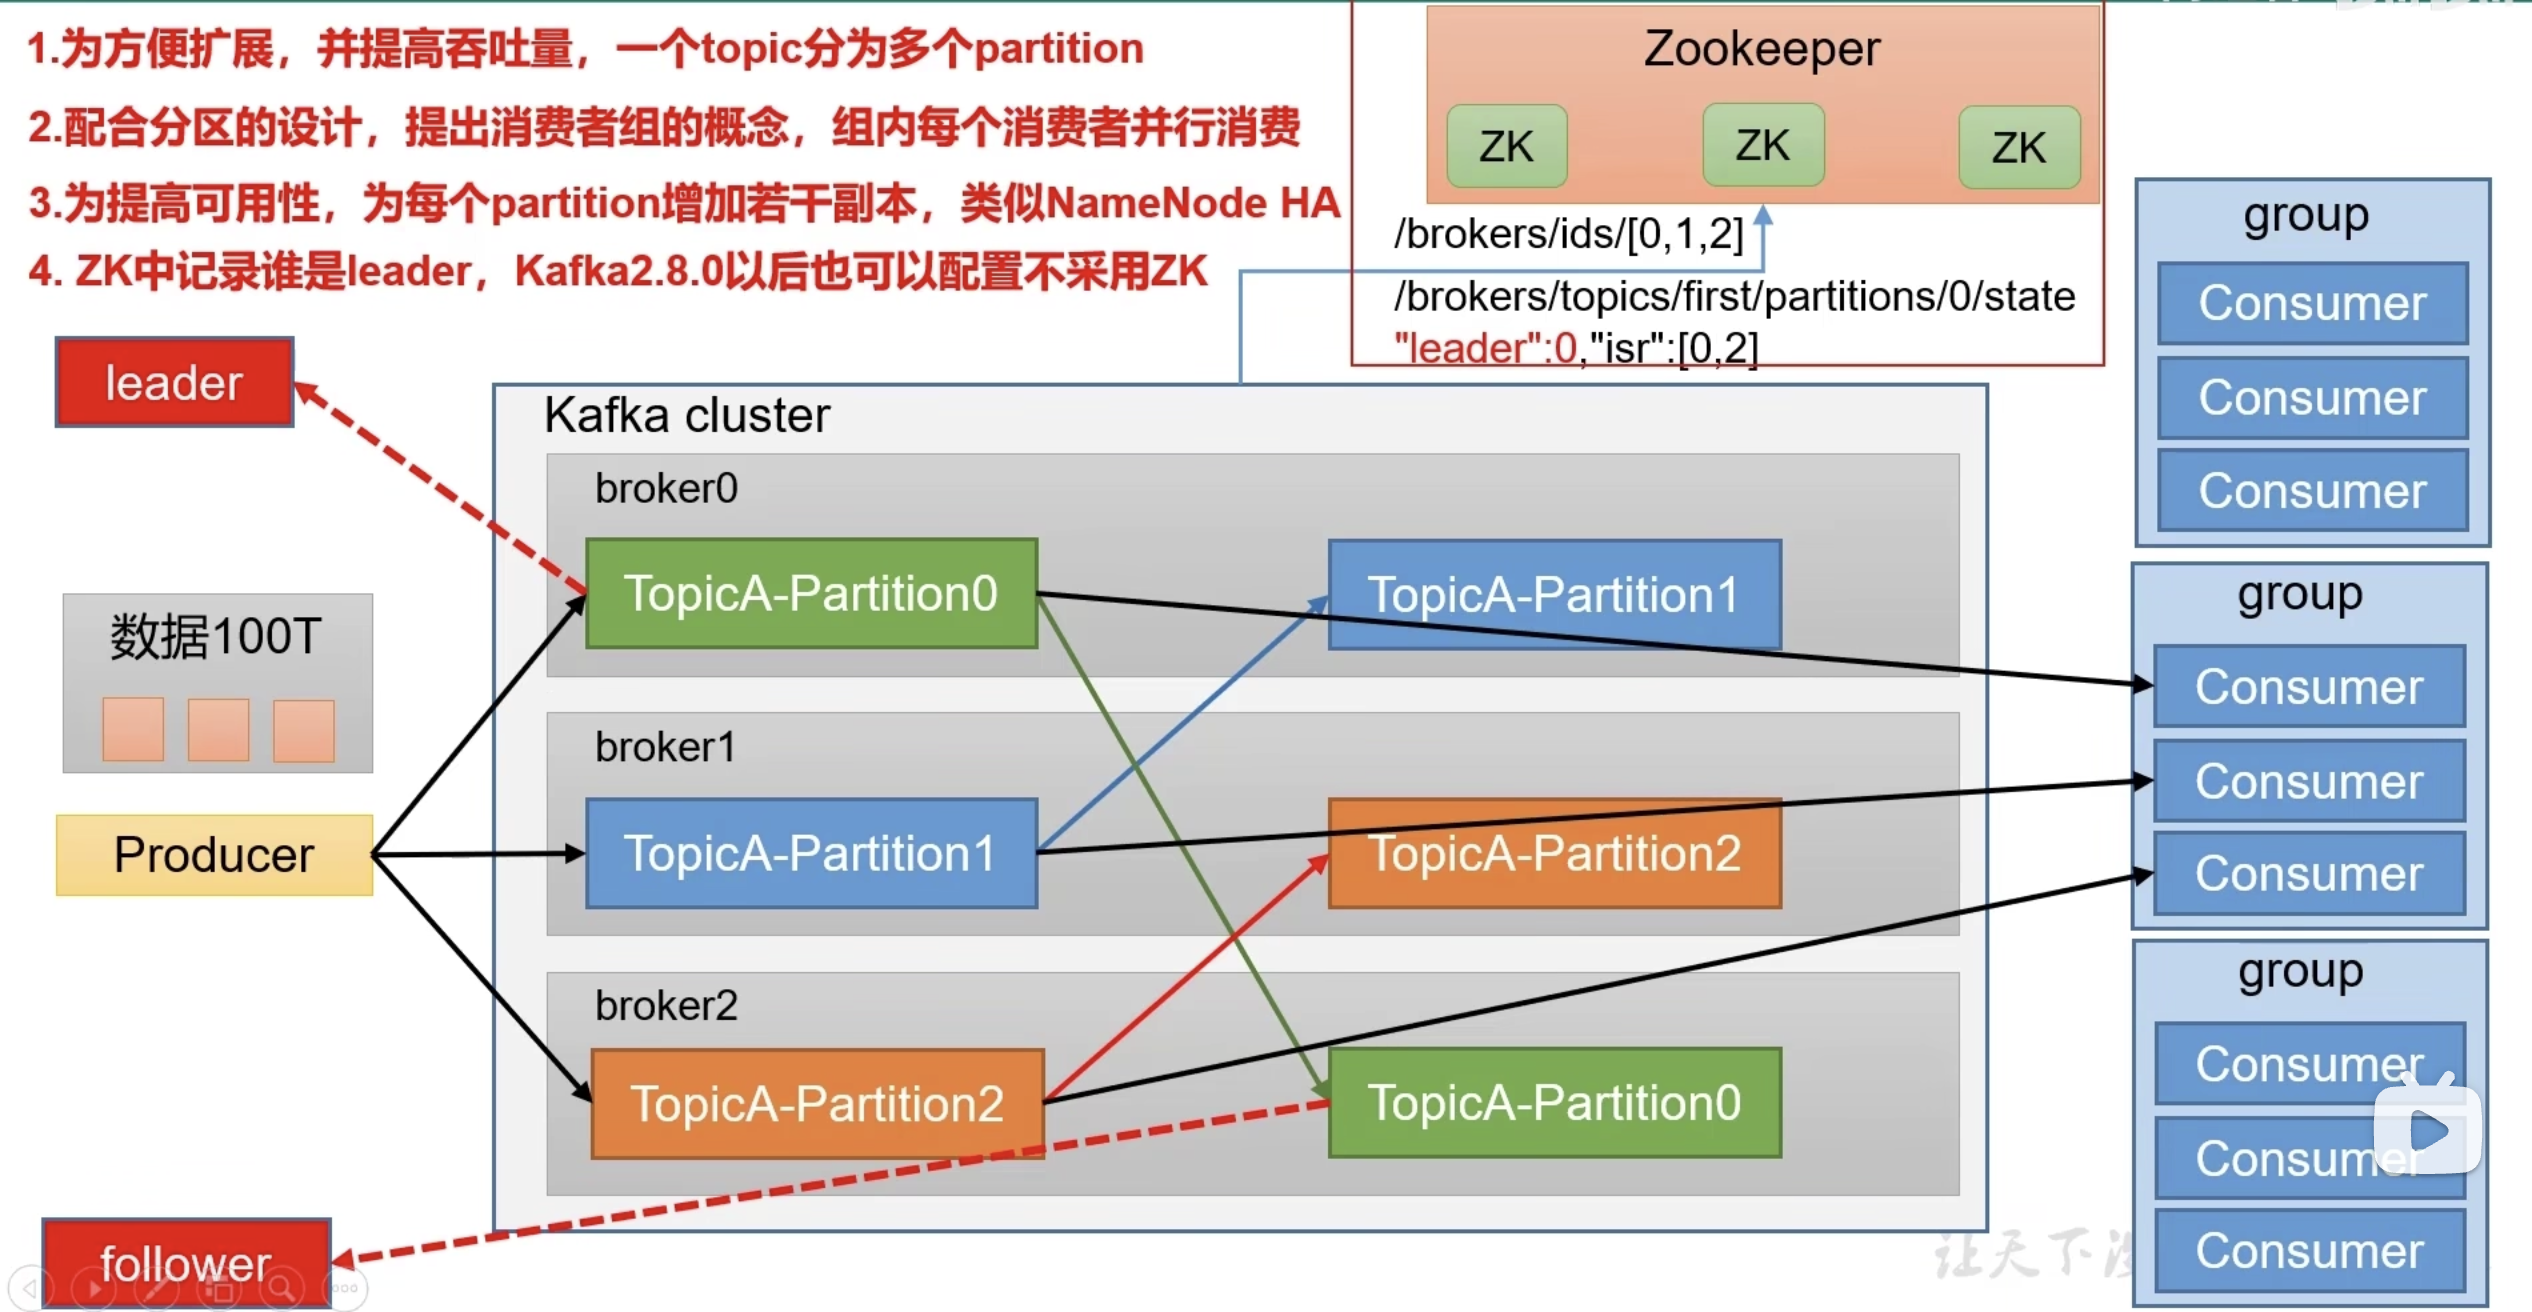 1.为方便扩展，并提高吞吐量，一个topic分为多个partition
2.配合分区的设计，提出消费者组的概念，组内每个消费者并行消费
3.为提高可用性，为每个partition增加若干副本，类似NameNode HA
4. ZK中记录谁是leader，Kafka2.8.0以后也可以配置不采用ZK
Zookeeper
ZK
ZK
ZK
/brokers/ids/[0,1,2]
/brokers/topics/first/partitions/0/state
"leader":0,"isr":[0,2]
leader
数据100T
Producer
follower
Kafka cluster
broker0
TopicA-Partition0
TopicA-Partition1
broker1
TopicA-Partition1
TopicA-Partition2
broker2
TopicA-Partition2
TopicA-Partition0
group
Consumer
Consumer
Consumer
group
Consumer
Consumer
Consumer
group
Consumer
Consumer
Consumer
让天下没